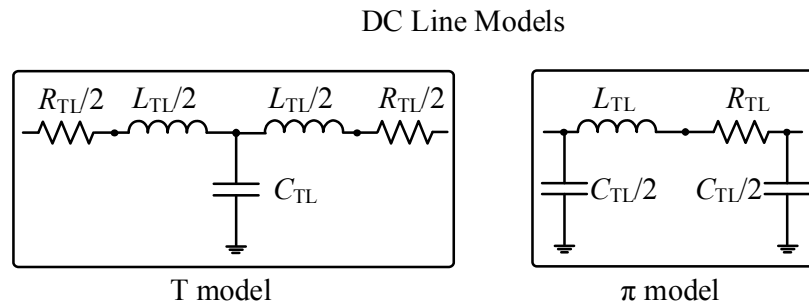 DC Line Models
R_TL/2 L_TL/2 L_TL/2 R_TL/2
C_TL
T model
L_TL R_TL
C_TL/2 C_TL/2
π model